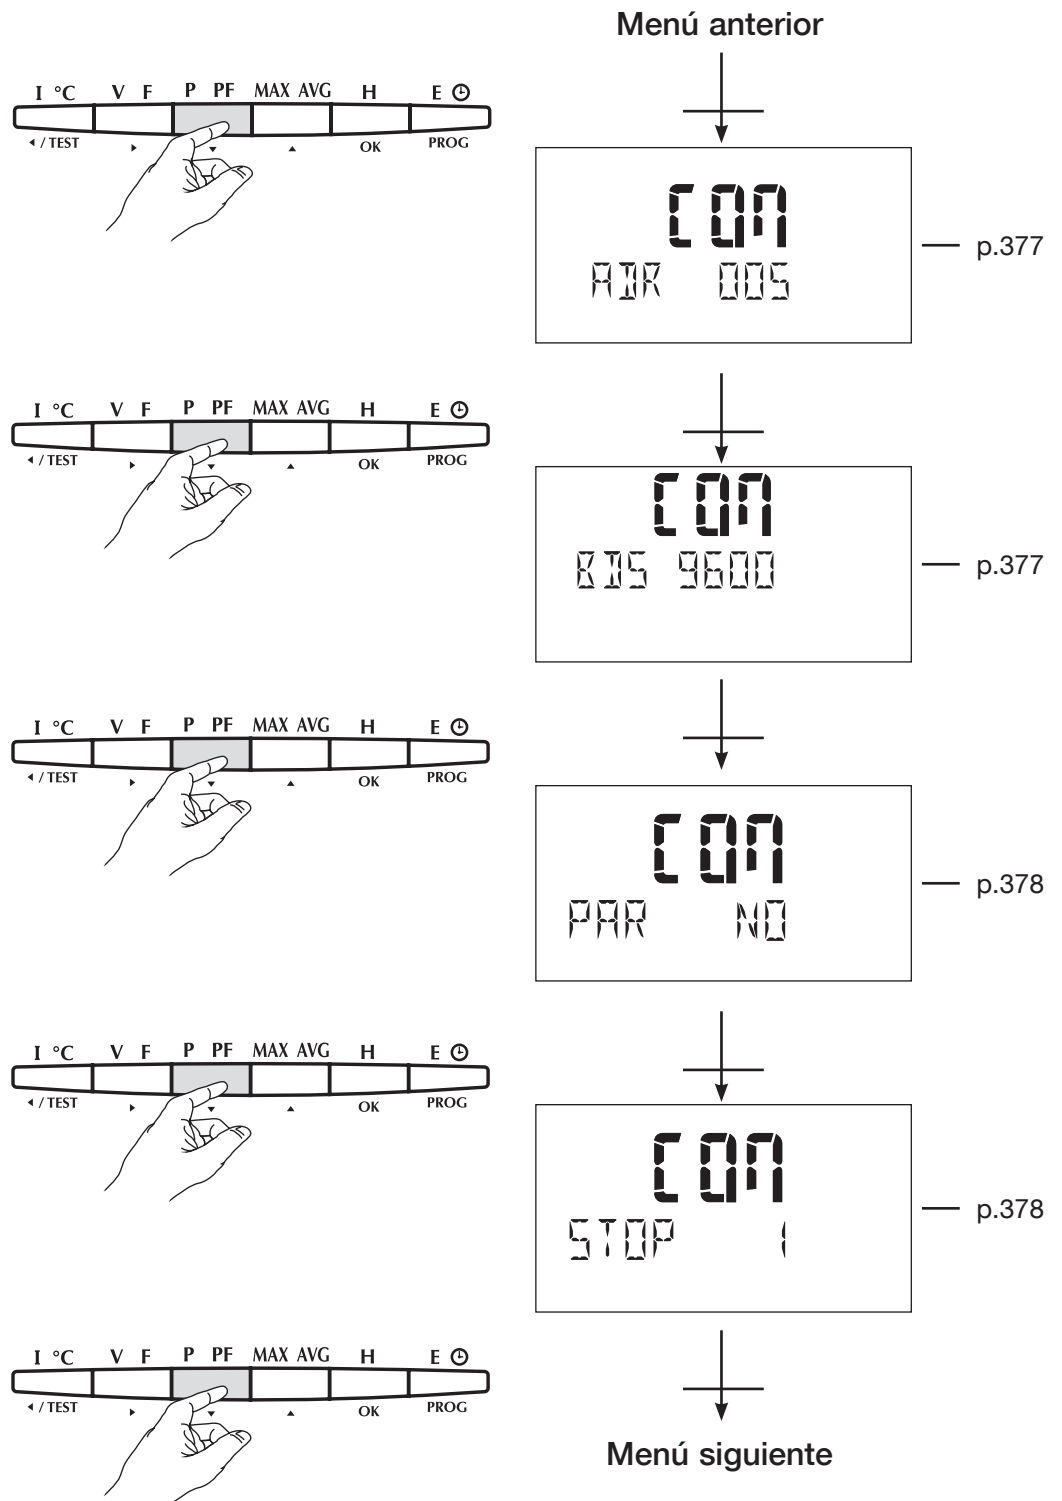 Menú anterior
I °C V F P PF MAX AVG H E
◂ / TEST ▸ ▾ ▴ OK PROG
COM
ADR 005
p.377
I °C V F P PF MAX AVG H E
◂ / TEST ▸ ▾ ▴ OK PROG
COM
BDS 9600
p.377
I °C V F P PF MAX AVG H E
◂ / TEST ▸ ▾ ▴ OK PROG
COM
PAR NO
p.378
I °C V F P PF MAX AVG H E
◂ / TEST ▸ ▾ ▴ OK PROG
COM
STOP 1
p.378
I °C V F P PF MAX AVG H E
◂ / TEST ▸ ▾ ▴ OK PROG
Menú siguiente